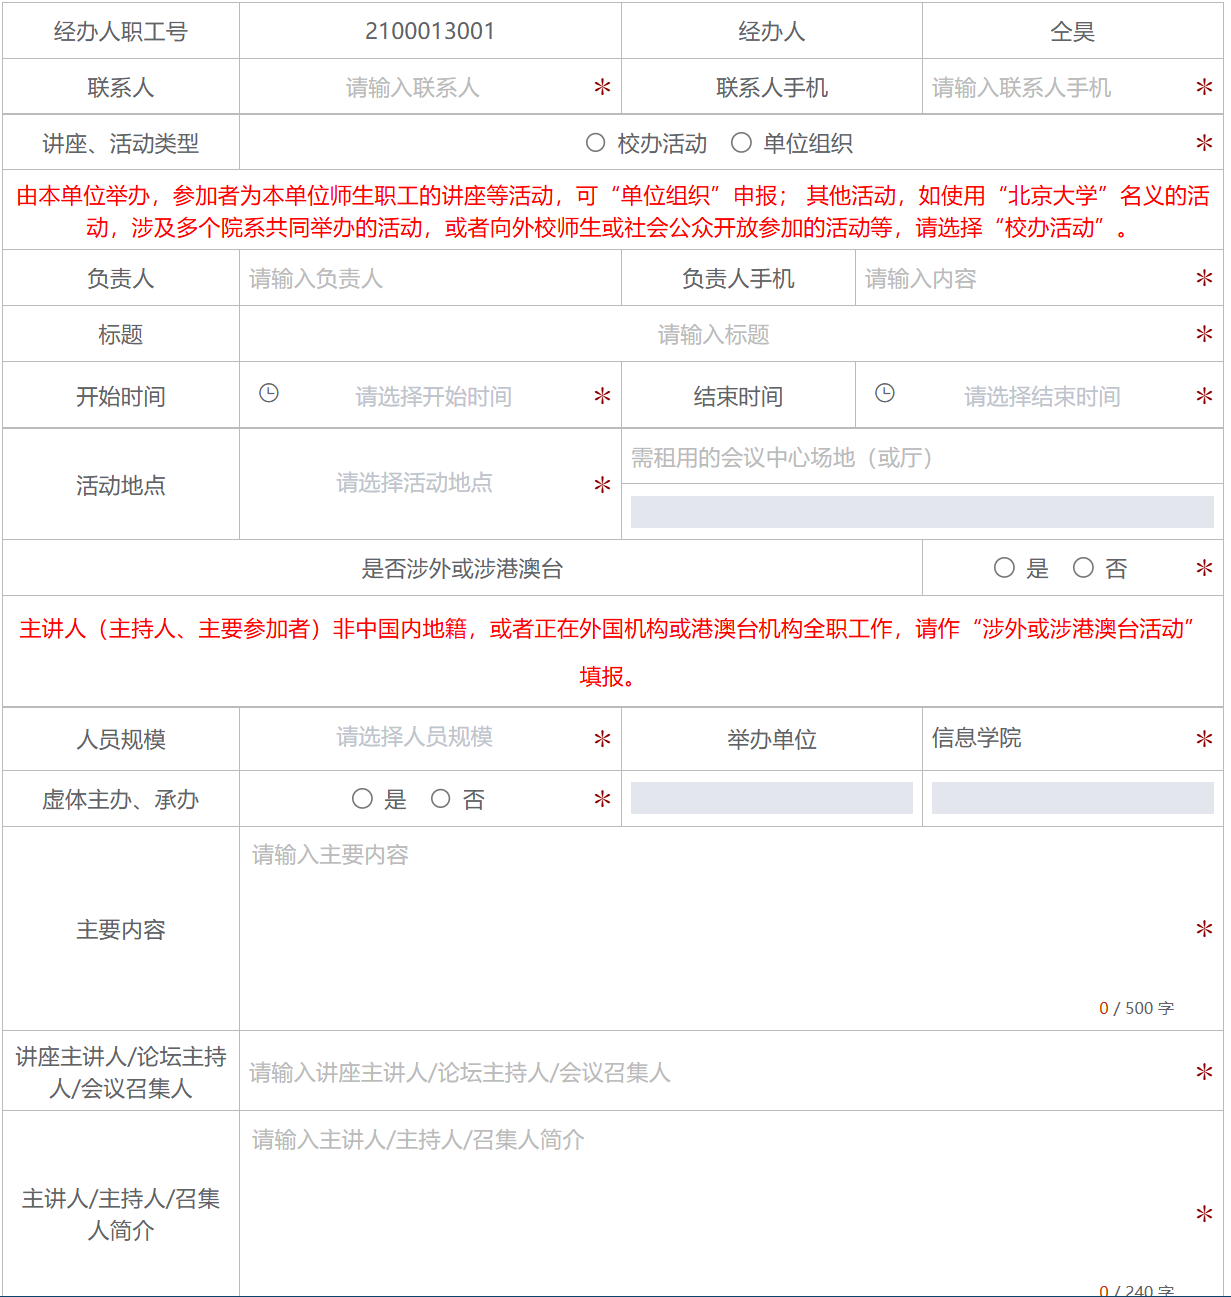 经办人职工号 2100013001 经办人 仝昊
联系人 请输入联系人 * 联系人手机 请输入联系人手机 *
讲座、活动类型 校办活动 单位组织 *
由本单位举办，参加者为本单位师生职工的讲座等活动，可“单位组织”申报； 其他活动，如使用“北京大学”名义的活
动，涉及多个院系共同举办的活动，或者向外校师生或社会公众开放参加的活动等，请选择“校办活动”。
负责人 请输入负责人 负责人手机 请输入内容 *
标题 请输入标题 *
开始时间 请选择开始时间 * 结束时间 请选择结束时间 *
需租用的会议中心场地（或厅）
活动地点 请选择活动地点 *
是否涉外或涉港澳台 是 否 *
主讲人（主持人、主要参加者）非中国内地籍，或者正在外国机构或港澳台机构全职工作，请作“涉外或涉港澳台活动”
填报。
人员规模 请选择人员规模 * 举办单位 信息学院 *
虚体主办、承办 是 否 *
请输入主要内容
主要内容 *
0 / 500 字
讲座主讲人/论坛主持
人/会议召集人
请输入讲座主讲人/论坛主持人/会议召集人 *
请输入主讲人/主持人/召集人简介
主讲人/主持人/召集
人简介
*
0 / 240 字